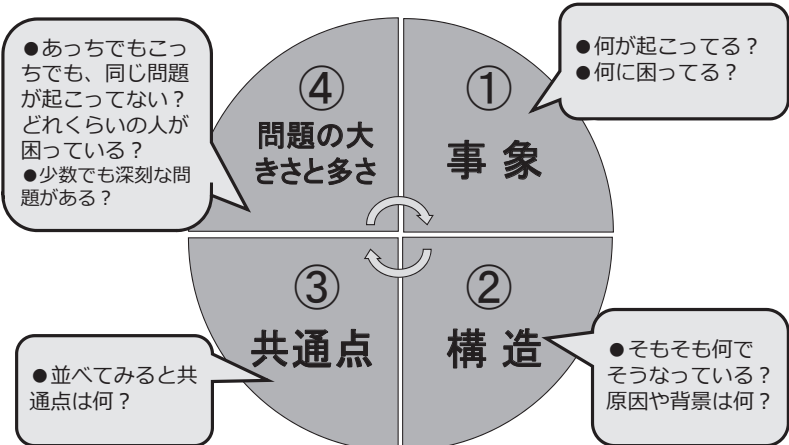 ①
事 象
●何が起こってる？
●何に困ってる？
②
構 造
●そもそも何で
そうなっている？
原因や背景は何？
③
共通点
●並べてみると共
通点は何？
④
問題の大
きさと多さ
●あっちでもこっ
ちでも、同じ問題
が起こってない？
どれくらいの人が
困っている？
●少数でも深刻な問
題がある？